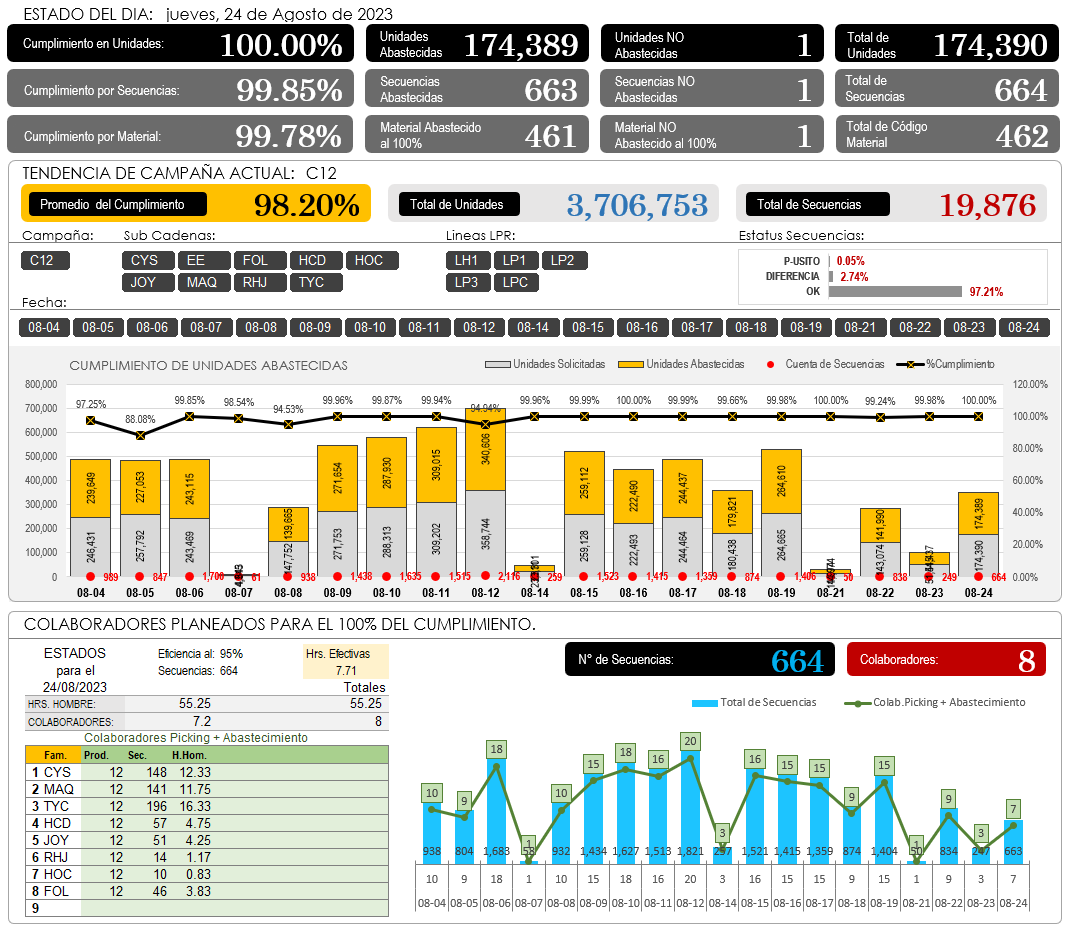 ESTADO DEL DIA: jueves, 24 de Agosto de 2023
Cumplimiento en Unidades: 100.00%
Unidades Abastecidas 174,389
Unidades NO Abastecidas 1
Total de Unidades 174,390
Cumplimiento por Secuencias: 99.85%
Secuencias Abastecidas 663
Secuencias NO Abastecidas 1
Total de Secuencias 664
Cumplimiento por Material: 99.78%
Material Abastecido al 100% 461
Material NO Abastecido al 100% 1
Total de Código Material 462
TENDENCIA DE CAMPAÑA ACTUAL: C12
Promedio del Cumplimiento 98.20%
Total de Unidades 3,706,753
Total de Secuencias 19,876
Campaña: Sub Cadenas: Lineas LPR: Estatus Secuencias:
C12 CYS EE FOL HCD HOC LH1 LP1 LP2
JOY MAQ RHJ TYC LP3 LPC
P-USITO 0.05%
DIFERENCIA 2.74%
OK 97.21%
Fecha:
08-04 08-05 08-06 08-07 08-08 08-09 08-10 08-11 08-12 08-14 08-15 08-16 08-17 08-18 08-19 08-21 08-22 08-23 08-24
CUMPLIMIENTO DE UNIDADES ABASTECIDAS
Unidades Solicitadas Unidades Abastecidas Cuenta de Secuencias %Cumplimiento
800,000 700,000 600,000 500,000 400,000 300,000 200,000 100,000 0
120.00% 100.00% 80.00% 60.00% 40.00% 20.00% 0.00%
97.25% 88.08% 99.85% 98.54% 94.53% 99.96% 99.87% 99.94% 94.94% 99.96% 99.99% 100.00% 99.99% 99.66% 99.98% 100.00% 99.24% 99.98% 100.00%
239,649 227,053 243,115 139,665 271,654 287,930 309,015 340,606 259,112 222,490 244,437 179,821 264,610 141,990 174,389
246,431 257,792 243,469 147,752 271,753 288,313 309,202 358,744 259,128 222,493 244,464 180,438 264,665 143,074 174,390
989 847 1,706 61 938 1,438 1,635 1,515 2,116 259 1,523 1,415 1,359 874 1,406 50 838 249 664
08-04 08-05 08-06 08-07 08-08 08-09 08-10 08-11 08-12 08-14 08-15 08-16 08-17 08-18 08-19 08-21 08-22 08-23 08-24
COLABORADORES PLANEADOS PARA EL 100% DEL CUMPLIMIENTO.
ESTADOS
para el
24/08/2023
Eficiencia al: 95%
Secuencias: 664
Hrs. Efectivas
7.71
Totales
HRS. HOMBRE: 55.25 55.25
COLABORADORES: 7.2 8
Colaboradores Picking + Abastecimiento
Fam. Prod. Sec. H.Hom.
1 CYS 12 148 12.33
2 MAQ 12 141 11.75
3 TYC 12 196 16.33
4 HCD 12 57 4.75
5 JOY 12 51 4.25
6 RHJ 12 14 1.17
7 HOC 12 10 0.83
8 FOL 12 46 3.83
9
N° de Secuencias: 664
Colaboradores: 8
Total de Secuencias Colab.Picking + Abastecimiento
10 9 18 1 10 15 18 16 20 3 16 15 15 9 15 1 9 3 7
938 804 1,683 58 932 1,434 1,627 1,513 1,821 257 1,521 1,415 1,359 874 1,404 50 834 247 663
10 9 18 1 10 15 18 16 20 3 16 15 15 9 15 1 9 3 7
08-04 08-05 08-06 08-07 08-08 08-09 08-10 08-11 08-12 08-14 08-15 08-16 08-17 08-18 08-19 08-21 08-22 08-23 08-24